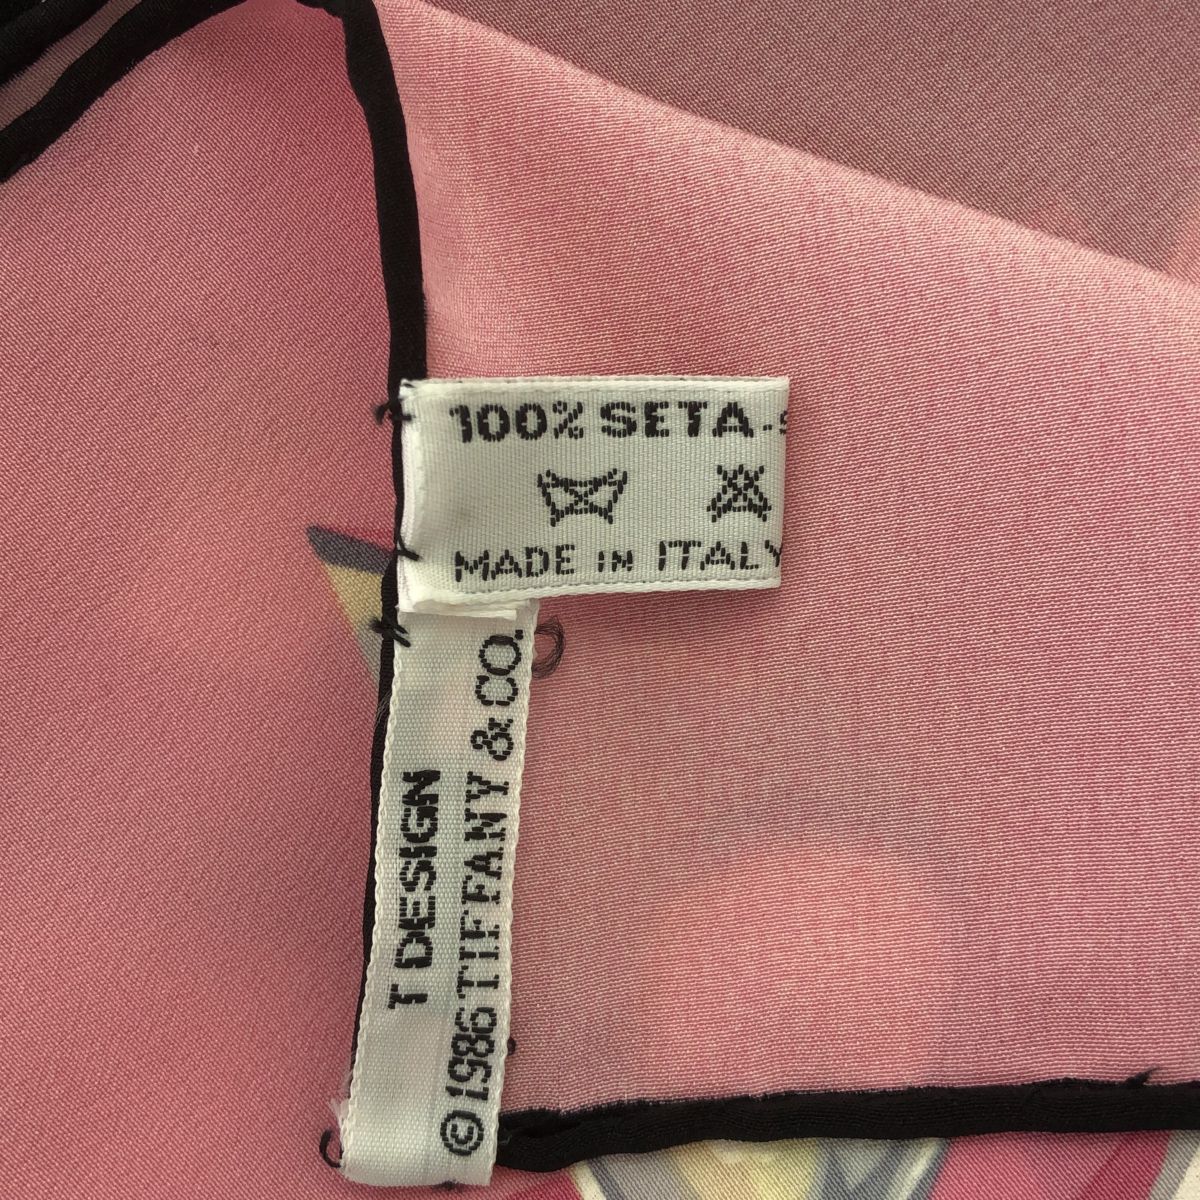 100% SETA
MADE IN ITALY
T DESIGN
© 1986 TIFFANY & CO.